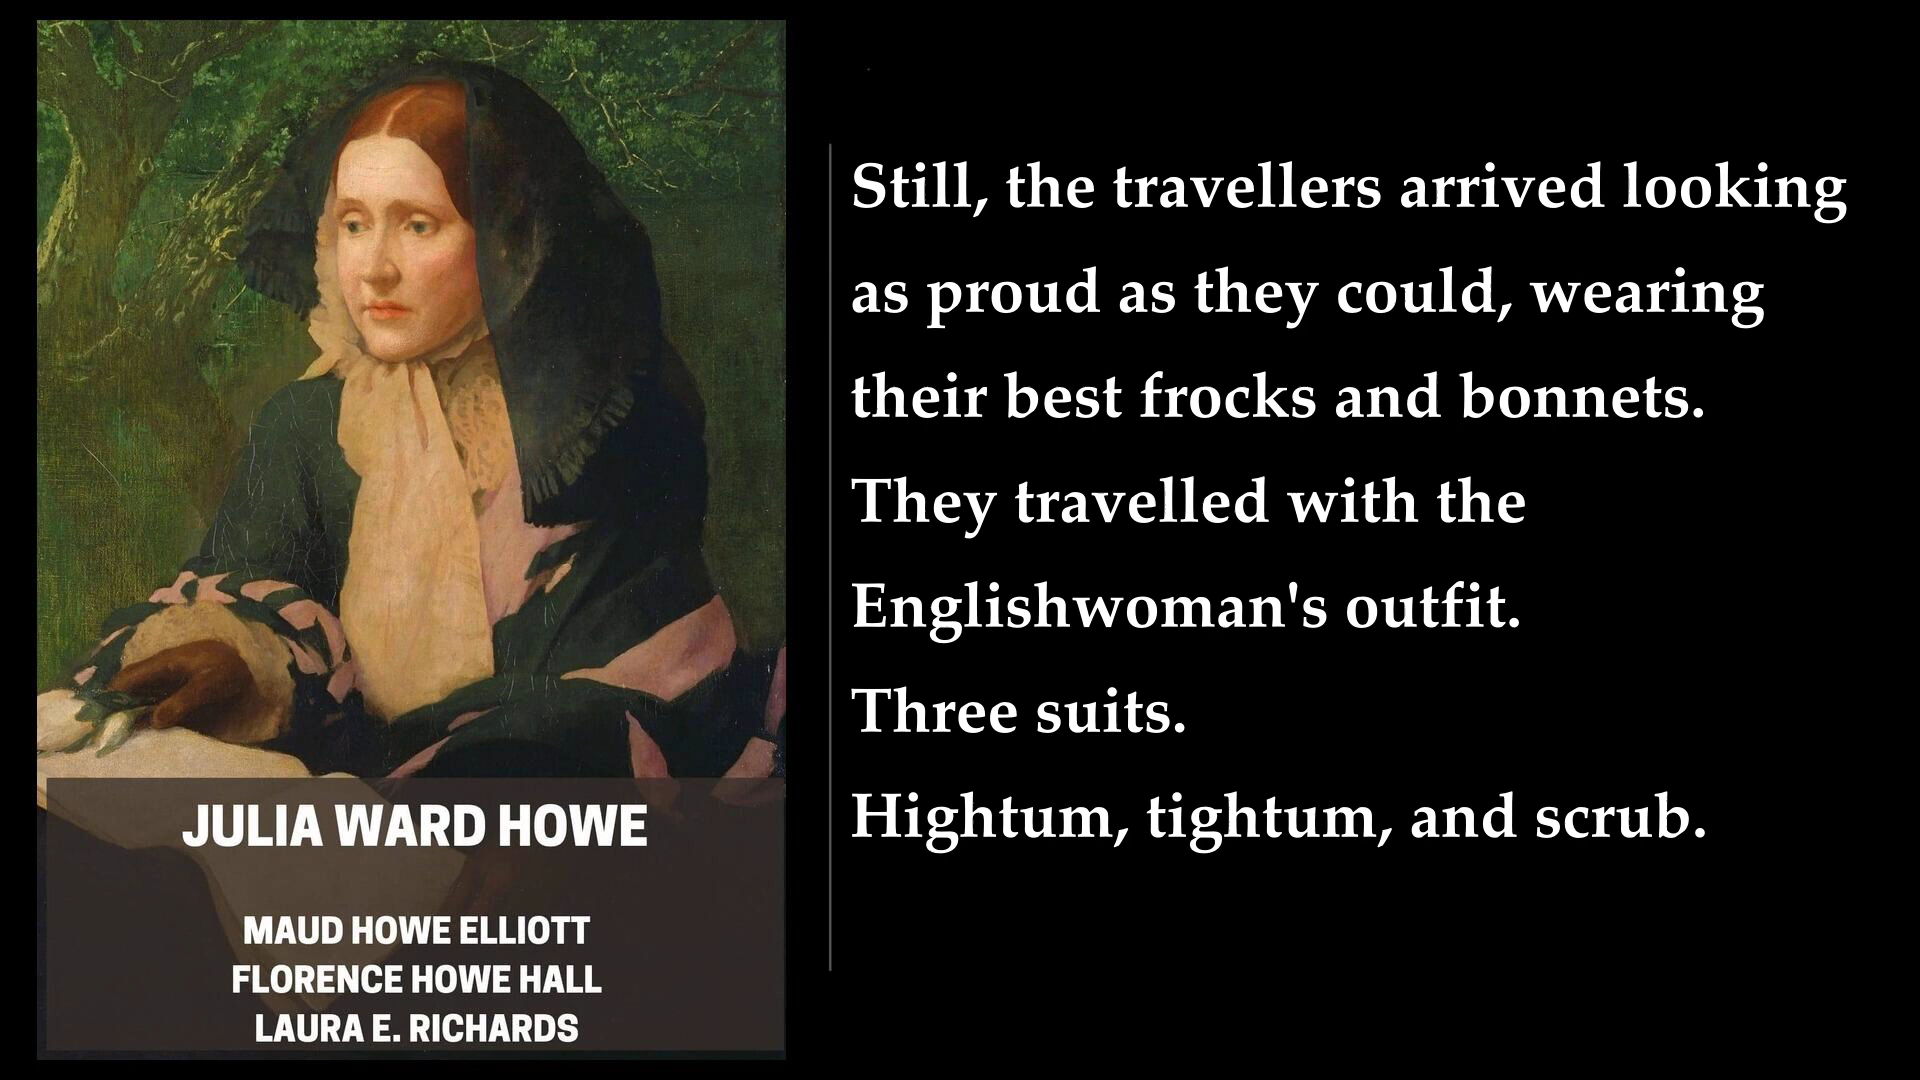 JULIA WARD HOWE
MAUD HOWE ELLIOTT
FLORENCE HOWE HALL
LAURA E. RICHARDS
Still, the travellers arrived looking
as proud as they could, wearing
their best frocks and bonnets.
They travelled with the
Englishwoman's outfit.
Three suits.
Hightum, tightum, and scrub.